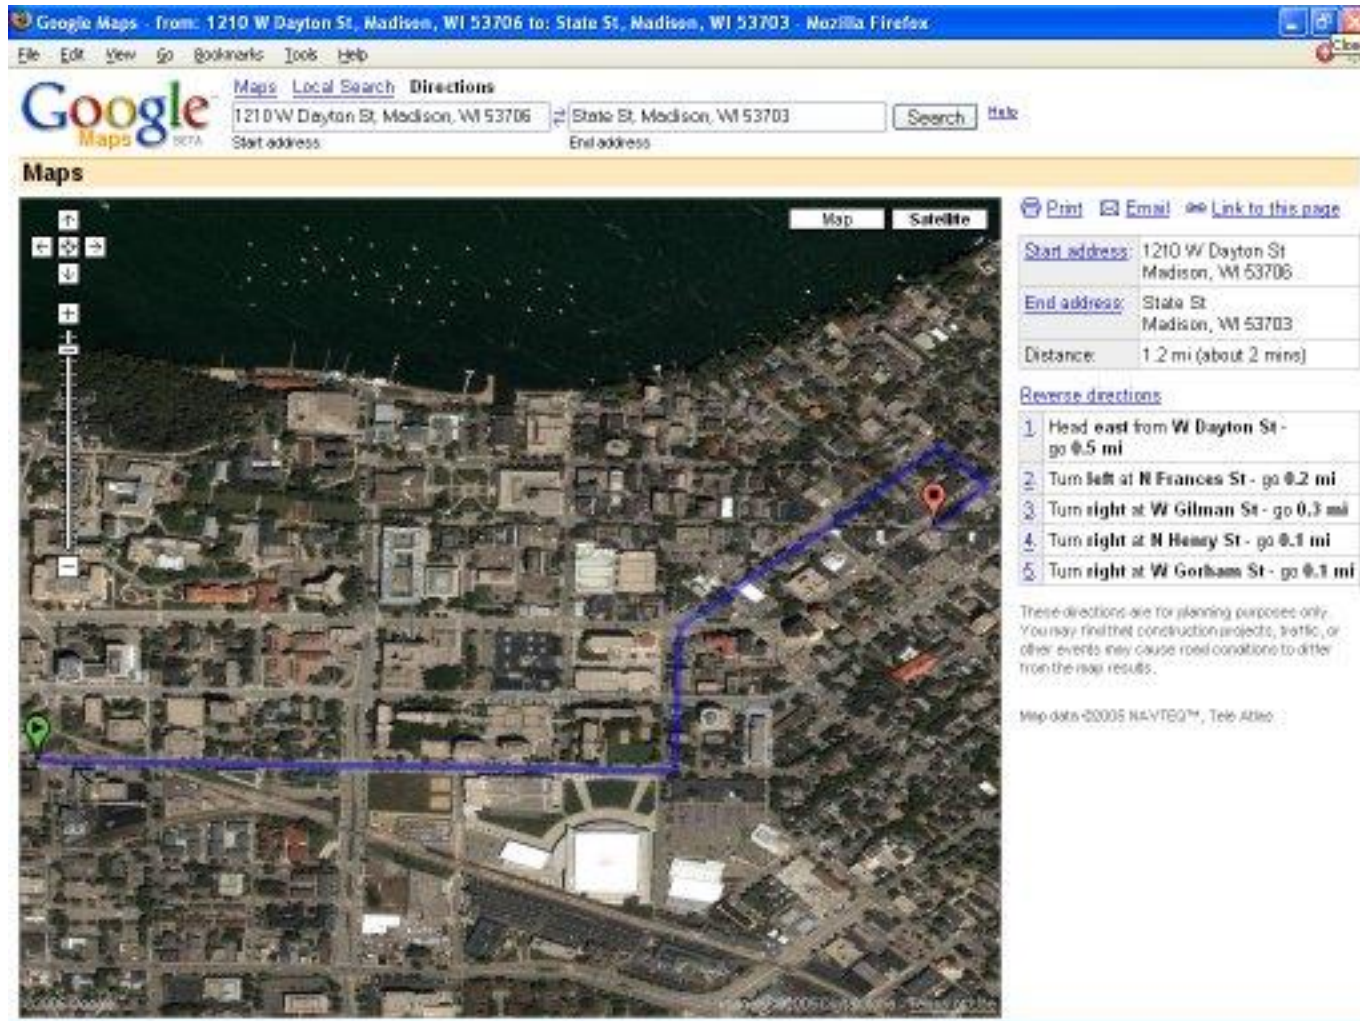 Google Maps - from: 1210 W Dayton St, Madison, WI 53706 to: State St, Madison, WI 53703 - Mozilla Firefox
File Edit View Go Bookmarks Tools Help
Maps Local Search Directions
Google Maps BETA
1210 W Dayton St, Madison, WI 53706 State St, Madison, WI 53703 Search Help
Start address End address
Maps
Map Satellite
Print Email Link to this page
Start address: 1210 W Dayton St
Madison, WI 53706
End address: State St
Madison, WI 53703
Distance: 1.2 mi (about 2 mins)
Reverse directions
1. Head east from W Dayton St -
go 0.5 mi
2. Turn left at N Frances St - go 0.2 mi
3. Turn right at W Gilman St - go 0.3 mi
4. Turn right at N Henry St - go 0.1 mi
5. Turn right at W Gorham St - go 0.1 mi
These directions are for planning purposes only.
You may find that construction projects, traffic, or
other events may cause road conditions to differ
from the map results.
Map data ©2005 NAVTEQ™, Tele Atlas